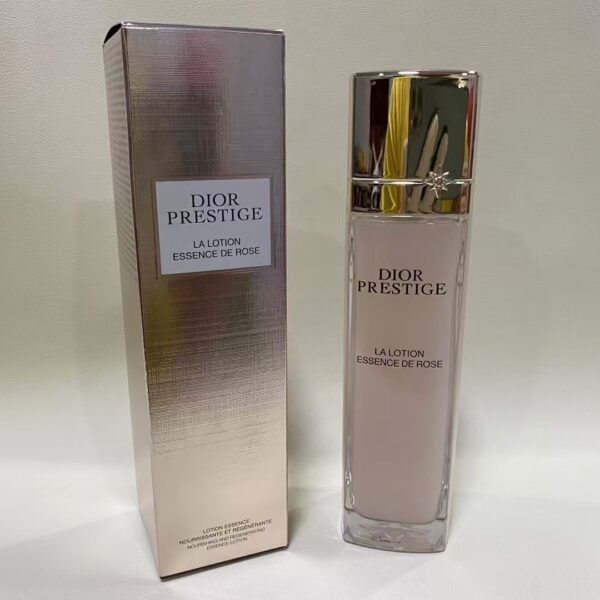 DIOR
PRESTIGE
LA LOTION
ESSENCE DE ROSE
LOTION ESSENCE
NOURRISSANTE ET RÉGÉNÉRANTE
NOURISHING AND REGENERATING
ESSENCE-LOTION
DIOR
PRESTIGE
LA LOTION
ESSENCE DE ROSE